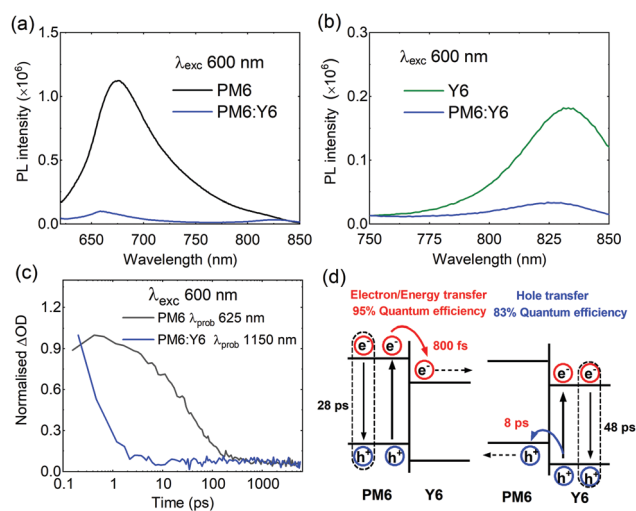 (a)
λexc 600 nm
PM6
PM6:Y6
PL intensity (×10⁶)
1.5
1.0
0.5
0.0
650 700 750 800 850
Wavelength (nm)
(b)
λexc 600 nm
Y6
PM6:Y6
PL intensity (×10⁶)
0.3
0.2
0.1
0.0
750 775 800 825 850
Wavelength (nm)
(c)
λexc 600 nm
PM6 λprob 625 nm
PM6:Y6 λprob 1150 nm
Normalised ΔOD
1.2
0.9
0.6
0.3
0.0
0.1 1 10 100 1000
Time (ps)
(d)
Electron/Energy transfer
95% Quantum efficiency
Hole transfer
83% Quantum efficiency
e⁻ e⁻
800 fs
e⁻
28 ps
h⁺ h⁺
PM6 Y6
e⁻ e⁻
8 ps
48 ps
h⁺
h⁺ h⁺
PM6 Y6